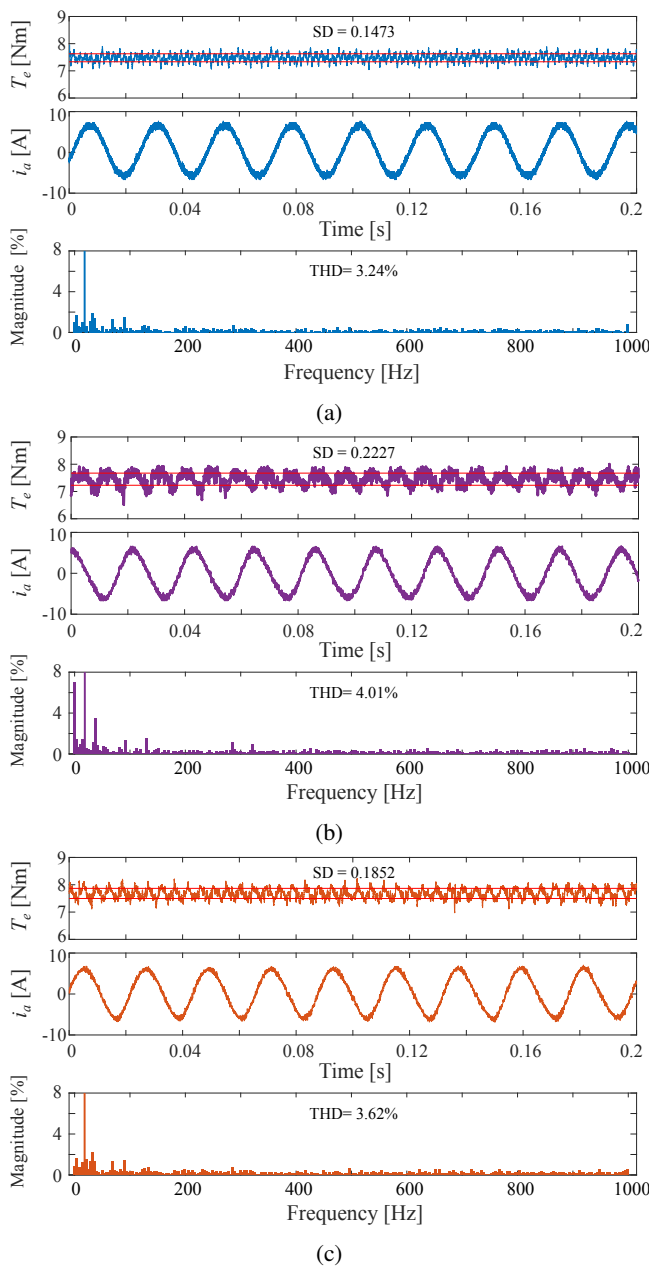 9
8
7
6
T_e [Nm]
SD = 0.1473
10
0
-10
i_a [A]
0 0.04 0.08 0.12 0.16 0.2
Time [s]
8
4
0
Magnitude [%]
THD= 3.24%
0 200 400 600 800 1000
Frequency [Hz]
(a)
9
8
7
6
T_e [Nm]
SD = 0.2227
10
0
-10
i_a [A]
0 0.04 0.08 0.12 0.16 0.2
Time [s]
8
4
0
Magnitude [%]
THD= 4.01%
0 200 400 600 800 1000
Frequency [Hz]
(b)
9
8
7
6
T_e [Nm]
SD = 0.1852
10
0
-10
i_a [A]
0 0.04 0.08 0.12 0.16 0.2
Time [s]
8
4
0
Magnitude [%]
THD= 3.62%
0 200 400 600 800 1000
Frequency [Hz]
(c)